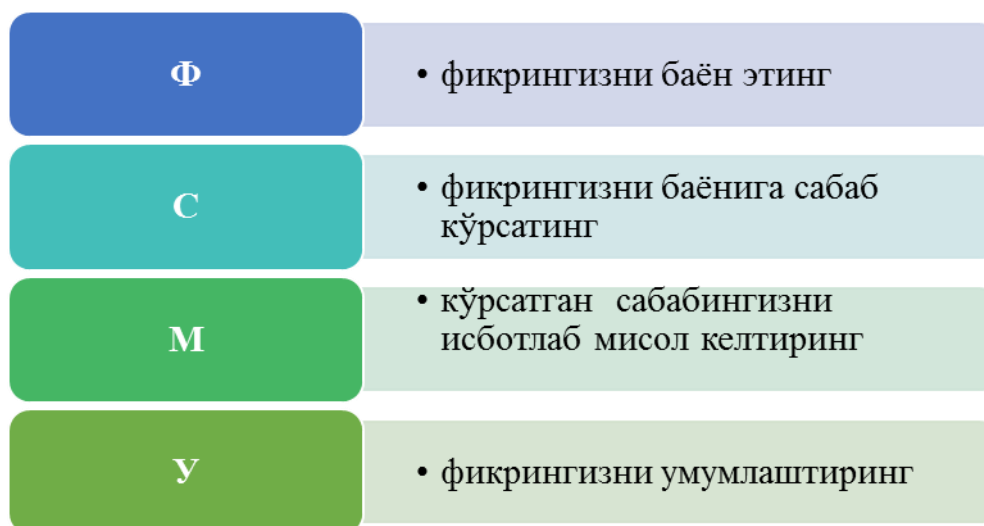 Ф
• фикрингизни баён этинг
С
• фикрингизни баёнига сабаб
кўрсатинг
М
• кўрсатган сабабингизни
исботлаб мисол келтиринг
У
• фикрингизни умумлаштиринг